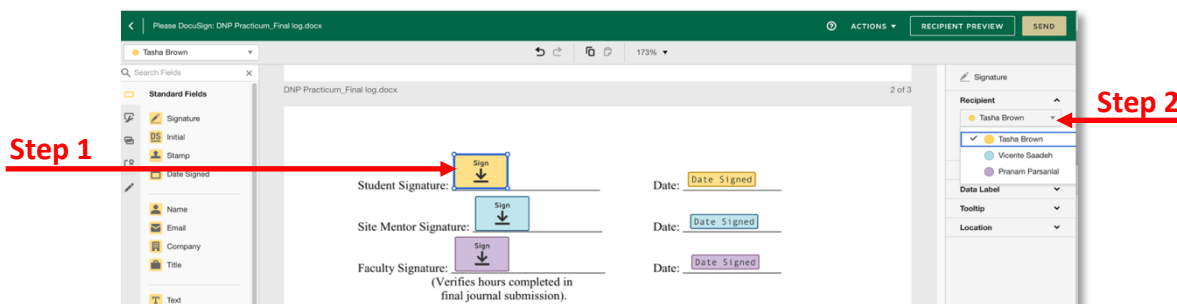 Please DocuSign: DNP Practicum_Final log.docx
ACTIONS
RECIPIENT PREVIEW
SEND
Tasha Brown
173%
Search Fields
Standard Fields
Signature
DS Initial
Stamp
Date Signed
Name
Email
Company
Title
T Text
Step 1
DNP Practicum_Final log.docx
2 of 3
Student Signature:
Sign
Date:
Date Signed
Site Mentor Signature:
Sign
Date:
Date Signed
Faculty Signature:
Sign
Date:
Date Signed
(Verifies hours completed in
final journal submission).
Signature
Recipient
Tasha Brown
Tasha Brown
Vicente Saadeh
Pranam Parsanlal
Data Label
Tooltip
Location
Step 2